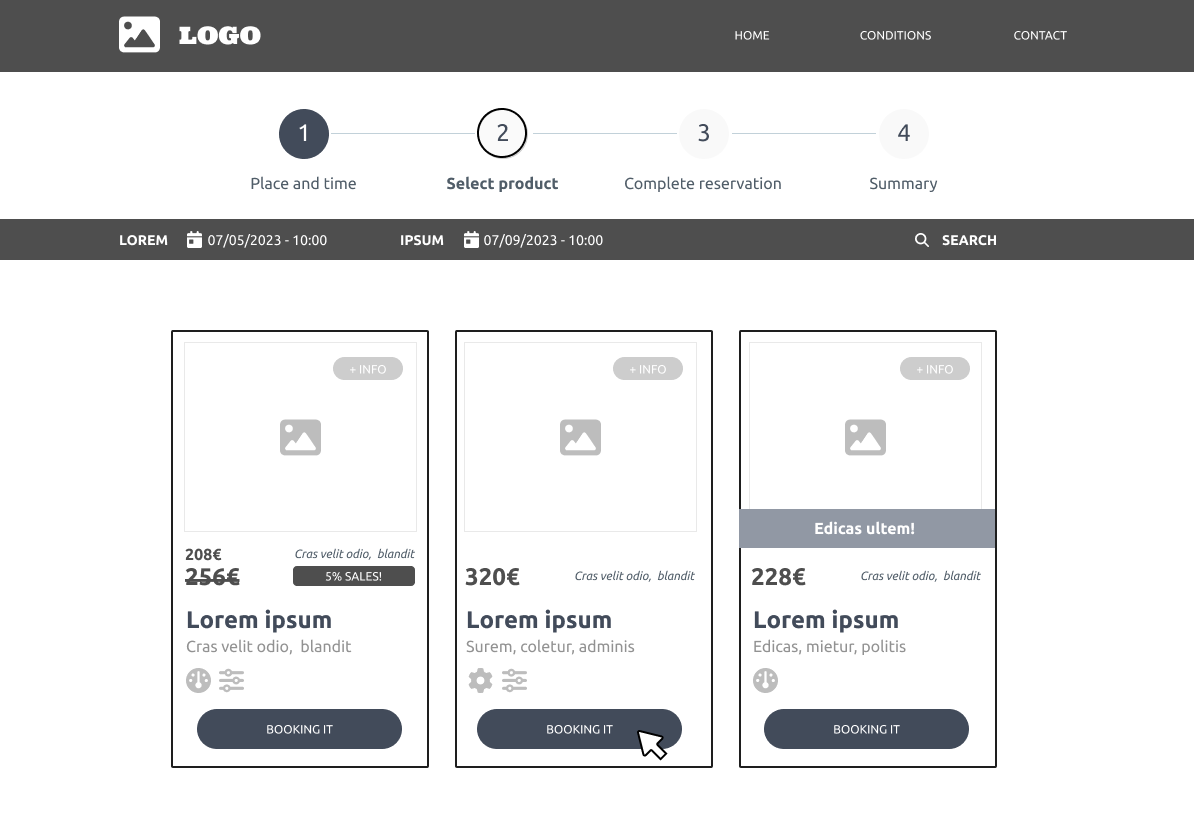 LOGO HOME CONDITIONS CONTACT
1 2 3 4
Place and time Select product Complete reservation Summary
LOREM 07/05/2023 - 10:00 IPSUM 07/09/2023 - 10:00 SEARCH
+ INFO
208€ Cras velit odio, blandit
256€ 5% SALES!
Lorem ipsum
Cras velit odio, blandit
BOOKING IT
+ INFO
320€ Cras velit odio, blandit
Lorem ipsum
Surem, coletur, adminis
BOOKING IT
+ INFO
Edicas ultem!
228€ Cras velit odio, blandit
Lorem ipsum
Edicas, mietur, politis
BOOKING IT